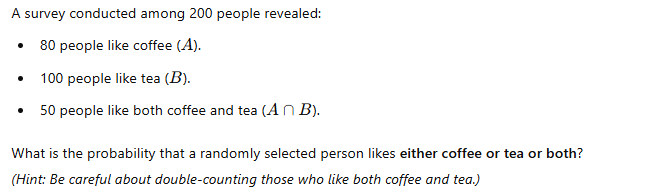 A survey conducted among 200 people revealed:
• 80 people like coffee (A).
• 100 people like tea (B).
• 50 people like both coffee and tea (A ∩ B).
What is the probability that a randomly selected person likes either coffee or tea or both?
(Hint: Be careful about double-counting those who like both coffee and tea.)